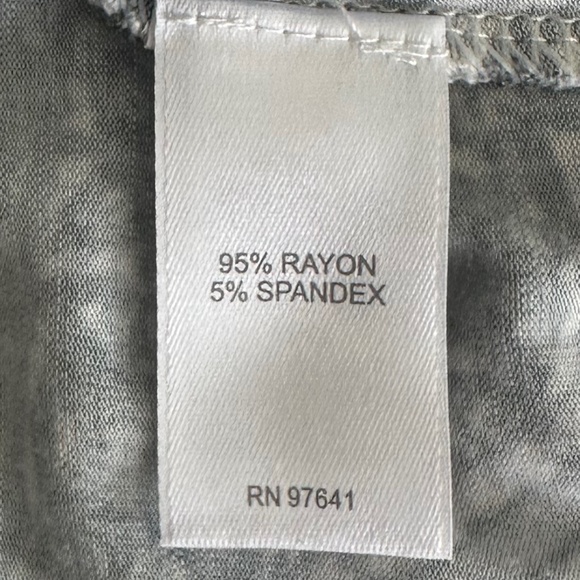 95% RAYON
5% SPANDEX
RN 97641